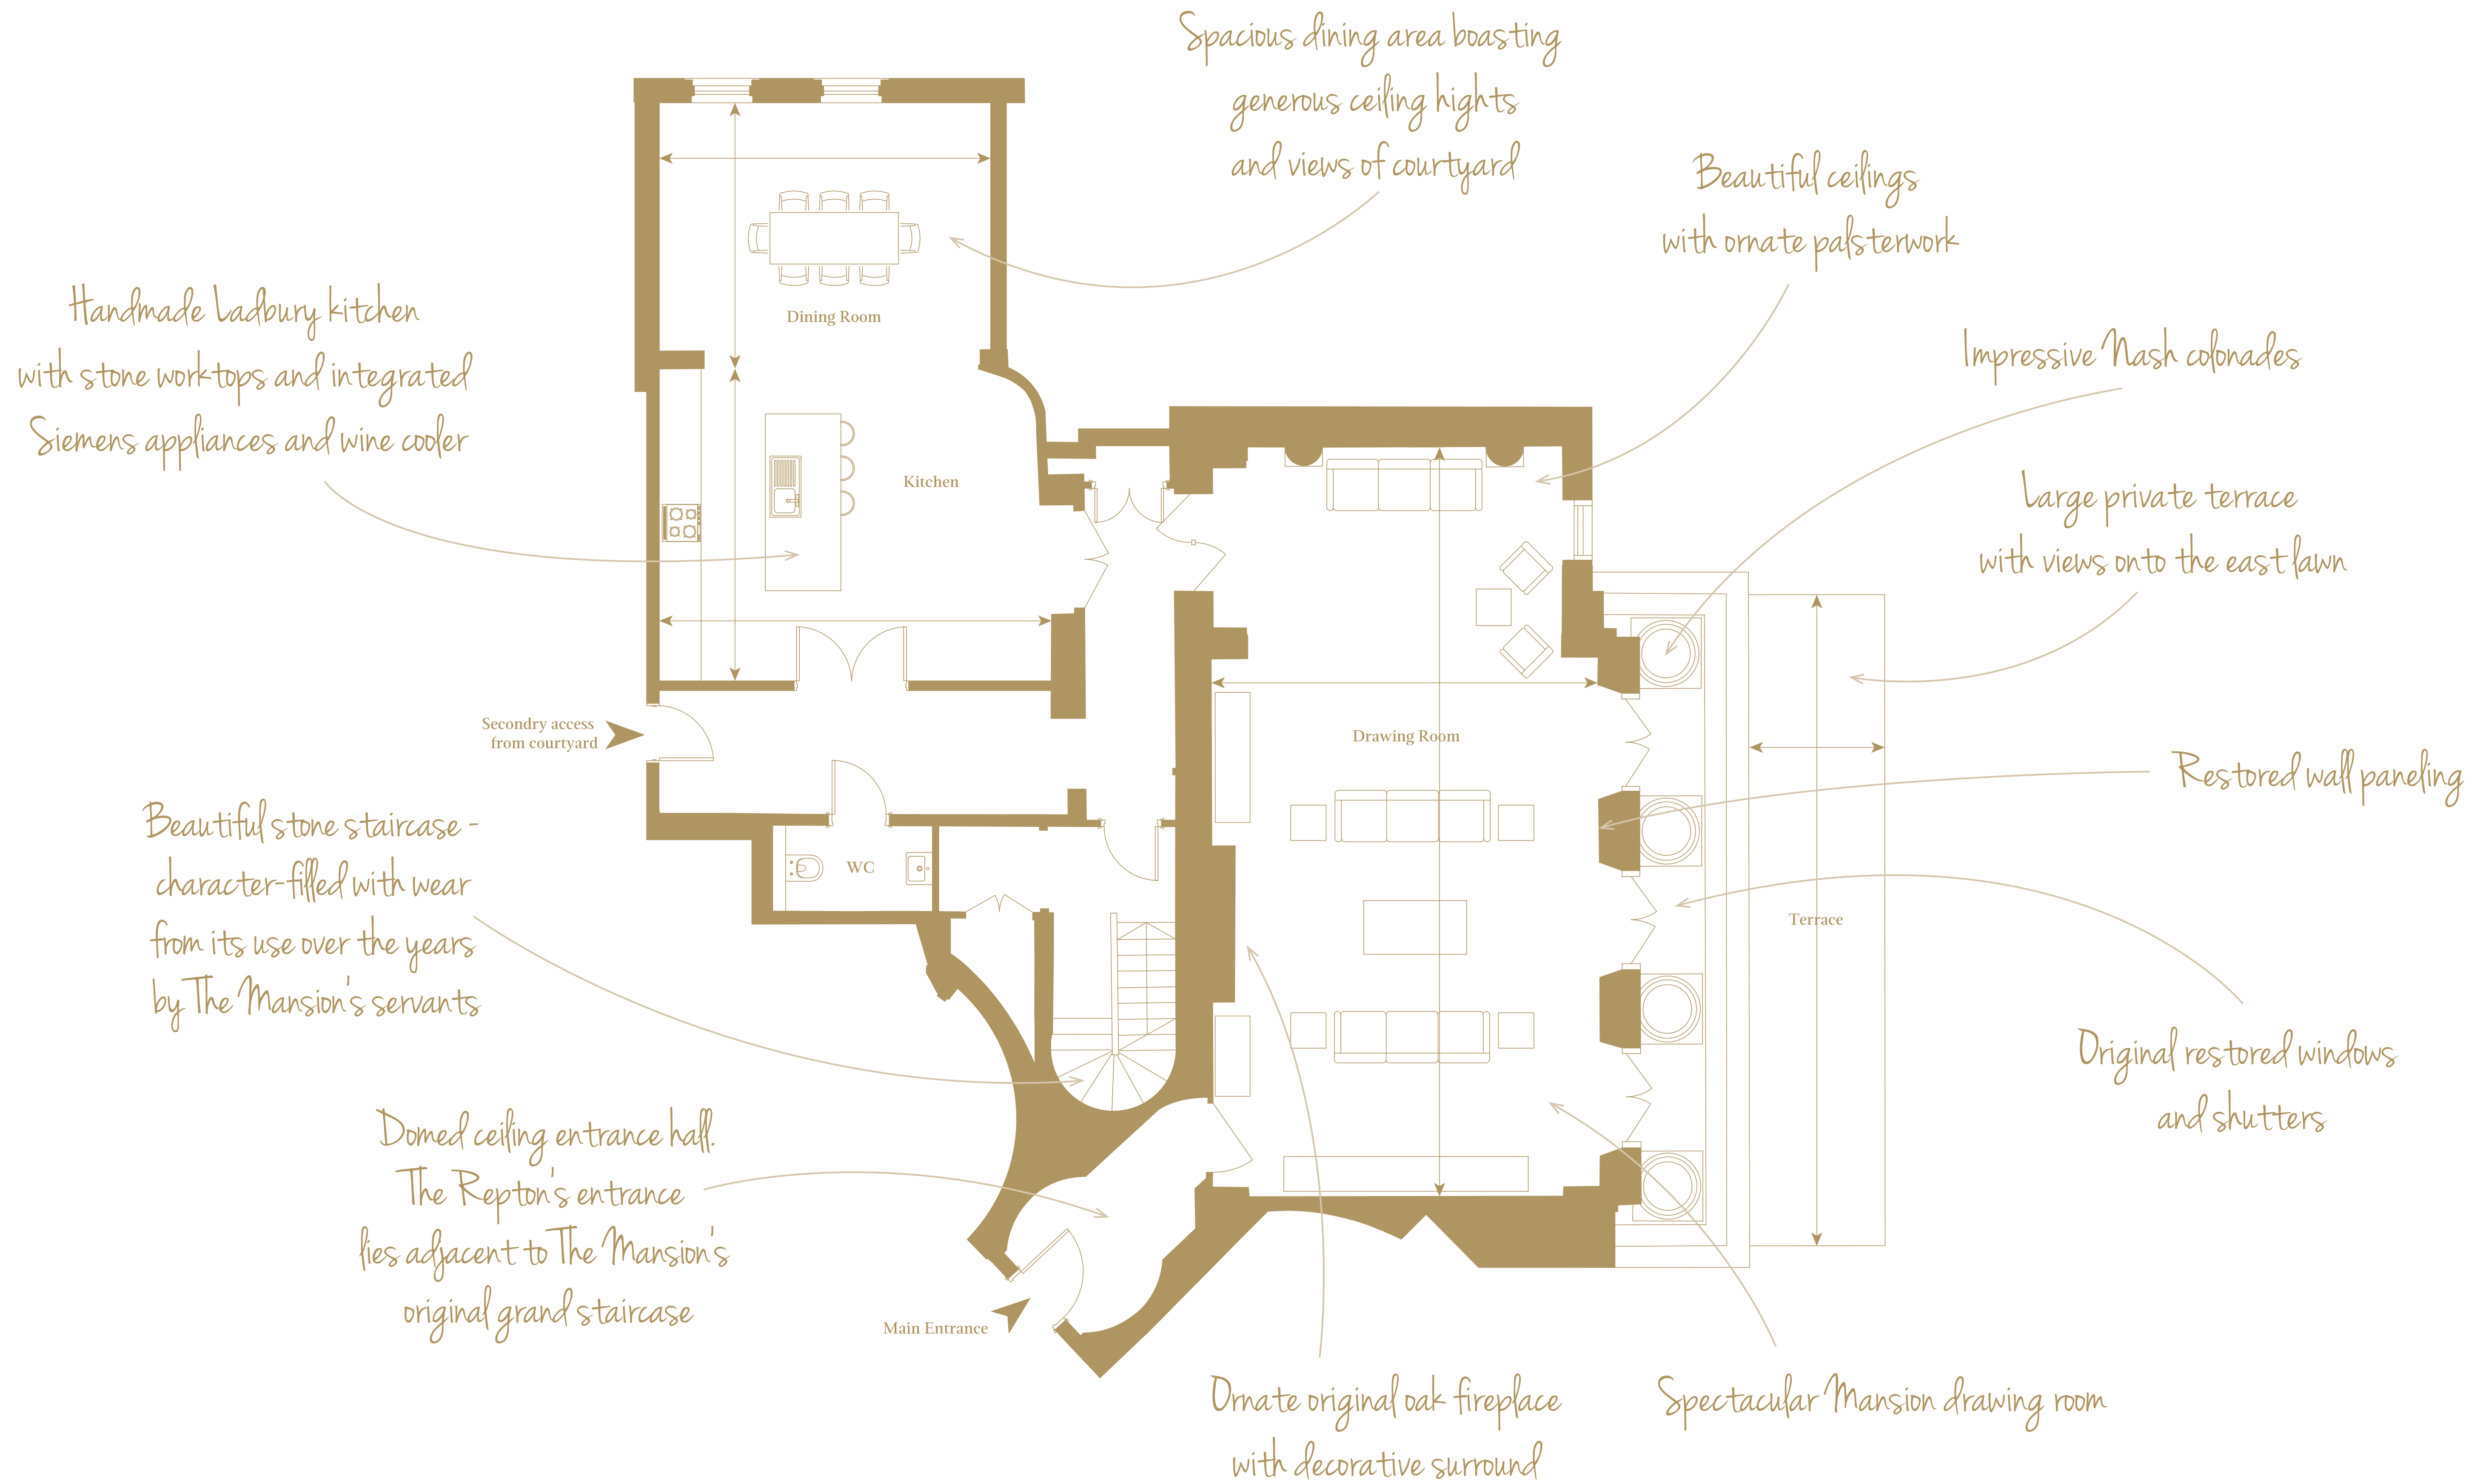 Spacious dining area boasting
generous ceiling hights
and views of courtyard
Beautiful ceilings
with ornate palsterwork
Handmade Ladbury kitchen
with stone worktops and integrated
Siemens appliances and wine cooler
Dining Room
Impressive Nash colonades
Kitchen
Large private terrace
with views onto the east lawn
Secondry access
from courtyard
Drawing Room
Restored wall paneling
Beautiful stone staircase -
character-filled with wear
from its use over the years
by The Mansion's servants
WC
Terrace
Original restored windows
and shutters
Domed ceiling entrance hall.
The Repton's entrance
lies adjacent to The Mansion's
original grand staircase
Main Entrance
Ornate original oak fireplace
with decorative surround
Spectacular Mansion drawing room